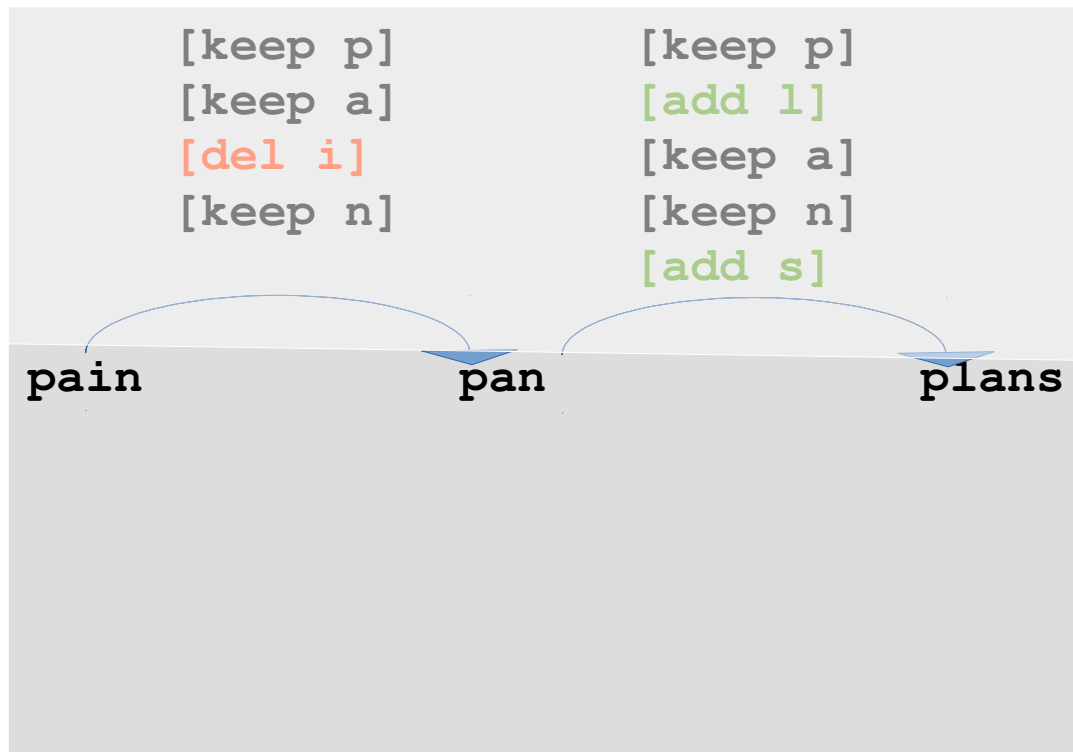 [keep p]
[keep a]
[del i]
[keep n]
[keep p]
[add l]
[keep a]
[keep n]
[add s]
pain
pan
plans